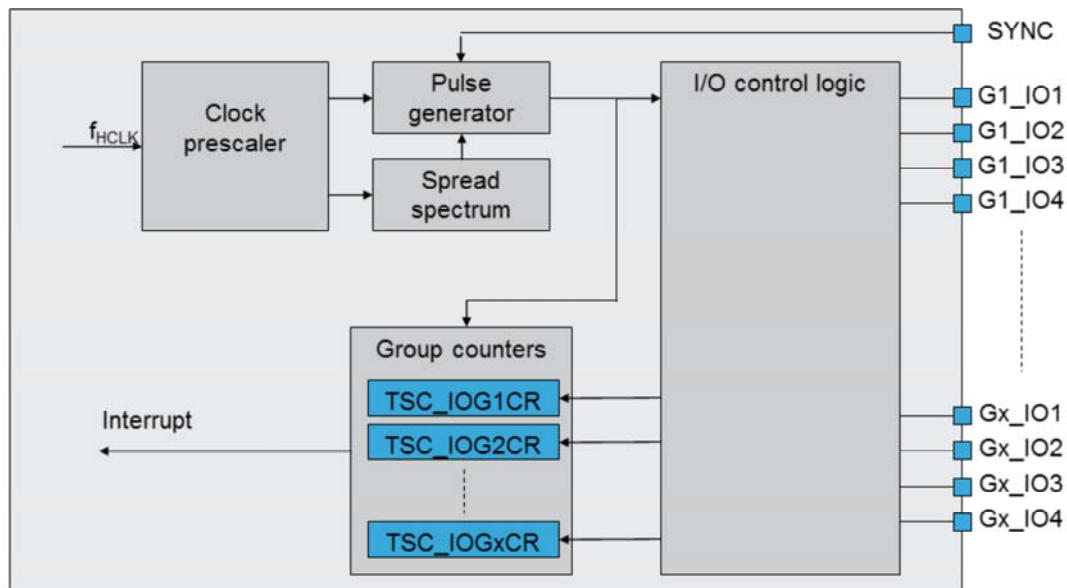 SYNC
Clock
prescaler
f_HCLK
Pulse
generator
Spread
spectrum
I/O control logic
G1_IO1
G1_IO2
G1_IO3
G1_IO4
Group counters
TSC_IOG1CR
TSC_IOG2CR
TSC_IOGxCR
Interrupt
Gx_IO1
Gx_IO2
Gx_IO3
Gx_IO4